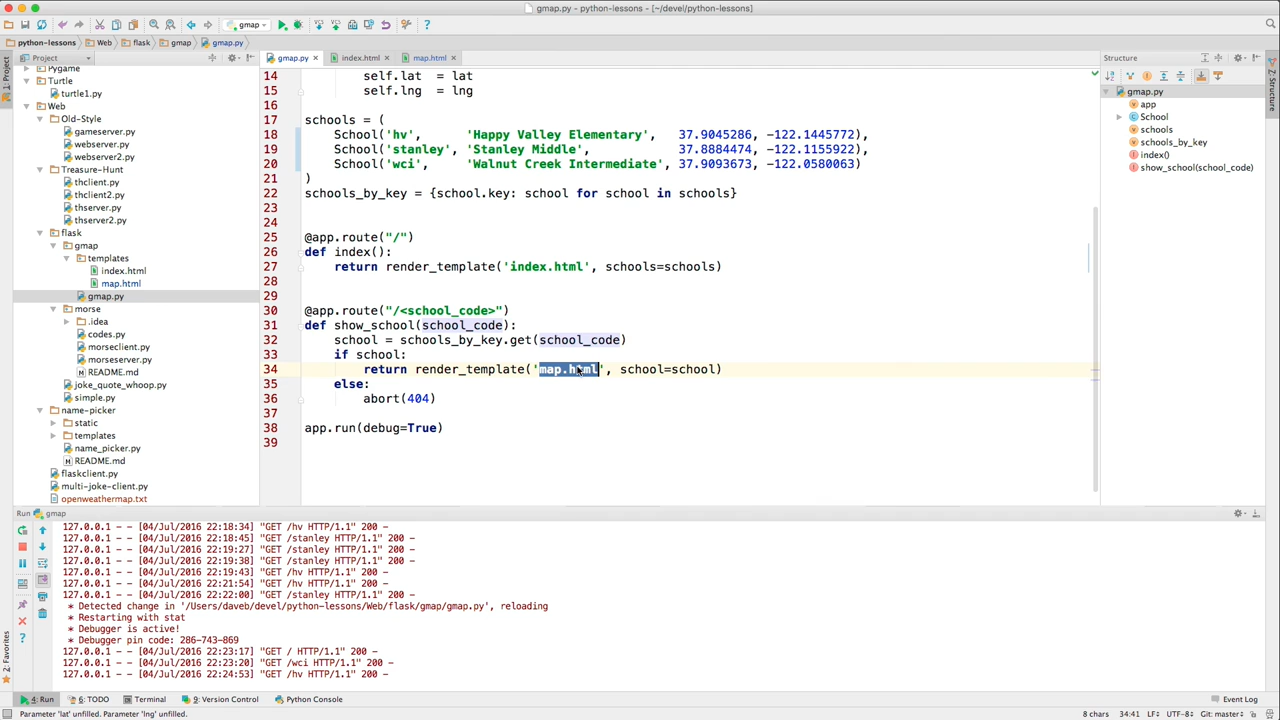 gmap.py - python-lessons - [~/devel/python-lessons]
gmap
python-lessons Web flask gmap gmap.py
Project
gmap.py index.html map.html
Structure
1: Project
Pygame
Turtle
turtle1.py
Web
Old-Style
gameserver.py
webserver.py
webserver2.py
Treasure-Hunt
thclient.py
thclient2.py
thserver.py
thserver2.py
flask
gmap
templates
index.html
map.html
gmap.py
morse
.idea
codes.py
morseclient.py
morseserver.py
README.md
joke_quote_whoop.py
simple.py
name-picker
static
templates
name_picker.py
README.md
flaskclient.py
multi-joke-client.py
openweathermap.txt
14 self.lat = lat
15 self.lng = lng
16
17 schools = (
18 School('hv', 'Happy Valley Elementary', 37.9045286, -122.1445772),
19 School('stanley', 'Stanley Middle', 37.8884474, -122.1155922),
20 School('wci', 'Walnut Creek Intermediate', 37.9093673, -122.0580063)
21 )
22 schools_by_key = {school.key: school for school in schools}
23
24
25 @app.route("/")
26 def index():
27 return render_template('index.html', schools=schools)
28
29
30 @app.route("/<school_code>")
31 def show_school(school_code):
32 school = schools_by_key.get(school_code)
33 if school:
34 return render_template('map.html', school=school)
35 else:
36 abort(404)
37
38 app.run(debug=True)
39
gmap.py
app
School
schools
schools_by_key
index()
show_school(school_code)
7: Structure
Run gmap
127.0.0.1 - - [04/Jul/2016 22:18:34] "GET /hv HTTP/1.1" 200 -
127.0.0.1 - - [04/Jul/2016 22:18:45] "GET /stanley HTTP/1.1" 200 -
127.0.0.1 - - [04/Jul/2016 22:19:27] "GET /stanley HTTP/1.1" 200 -
127.0.0.1 - - [04/Jul/2016 22:19:38] "GET /stanley HTTP/1.1" 200 -
127.0.0.1 - - [04/Jul/2016 22:19:43] "GET /hv HTTP/1.1" 200 -
127.0.0.1 - - [04/Jul/2016 22:21:54] "GET /hv HTTP/1.1" 200 -
127.0.0.1 - - [04/Jul/2016 22:22:00] "GET /stanley HTTP/1.1" 200 -
* Detected change in '/Users/daveb/devel/python-lessons/Web/flask/gmap/gmap.py', reloading
* Restarting with stat
* Debugger is active!
* Debugger pin code: 286-743-869
127.0.0.1 - - [04/Jul/2016 22:23:17] "GET / HTTP/1.1" 200 -
127.0.0.1 - - [04/Jul/2016 22:23:20] "GET /wci HTTP/1.1" 200 -
127.0.0.1 - - [04/Jul/2016 22:24:53] "GET /hv HTTP/1.1" 200 -
2: Favorites
4: Run 6: TODO Terminal 9: Version Control Python Console Event Log
Parameter 'lat' unfilled. Parameter 'lng' unfilled. 8 chars 34:41 LF÷ UTF-8÷ Git: master÷